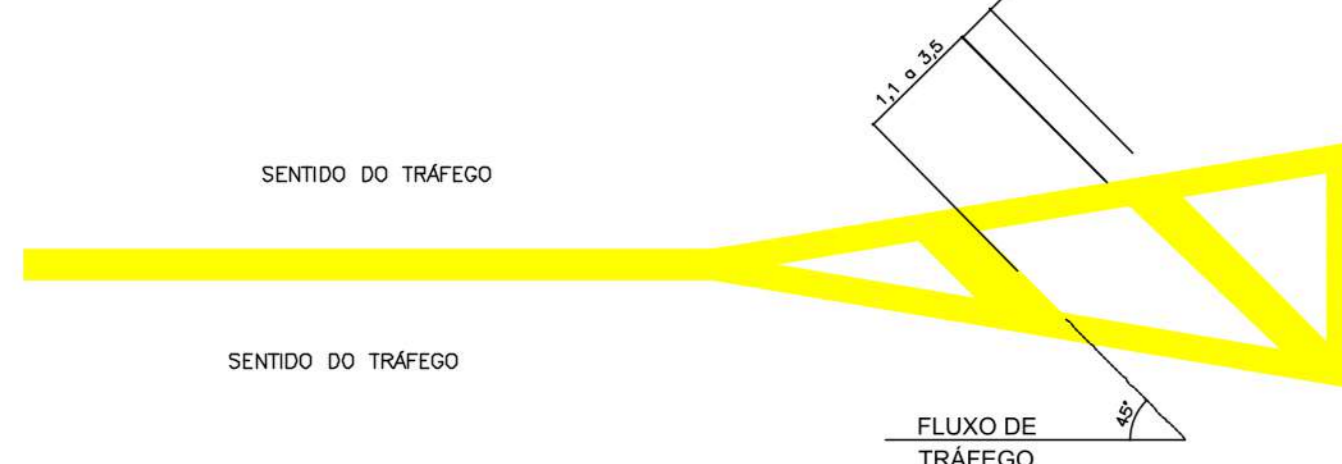 1,1 a 3,5
SENTIDO DO TRÁFEGO
SENTIDO DO TRÁFEGO
45°
FLUXO DE
TRÁFEGO